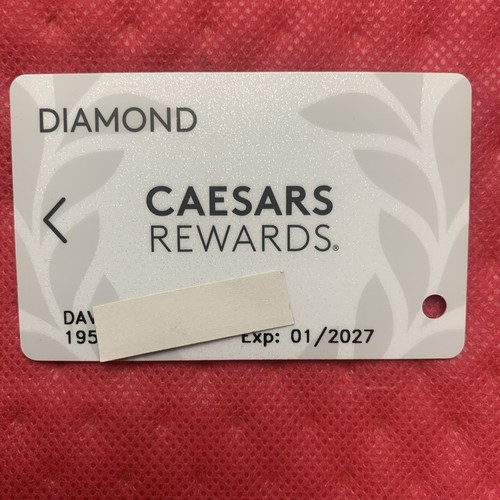 DIAMOND
CAESARS
REWARDS®
DAV
195 Exp: 01/2027